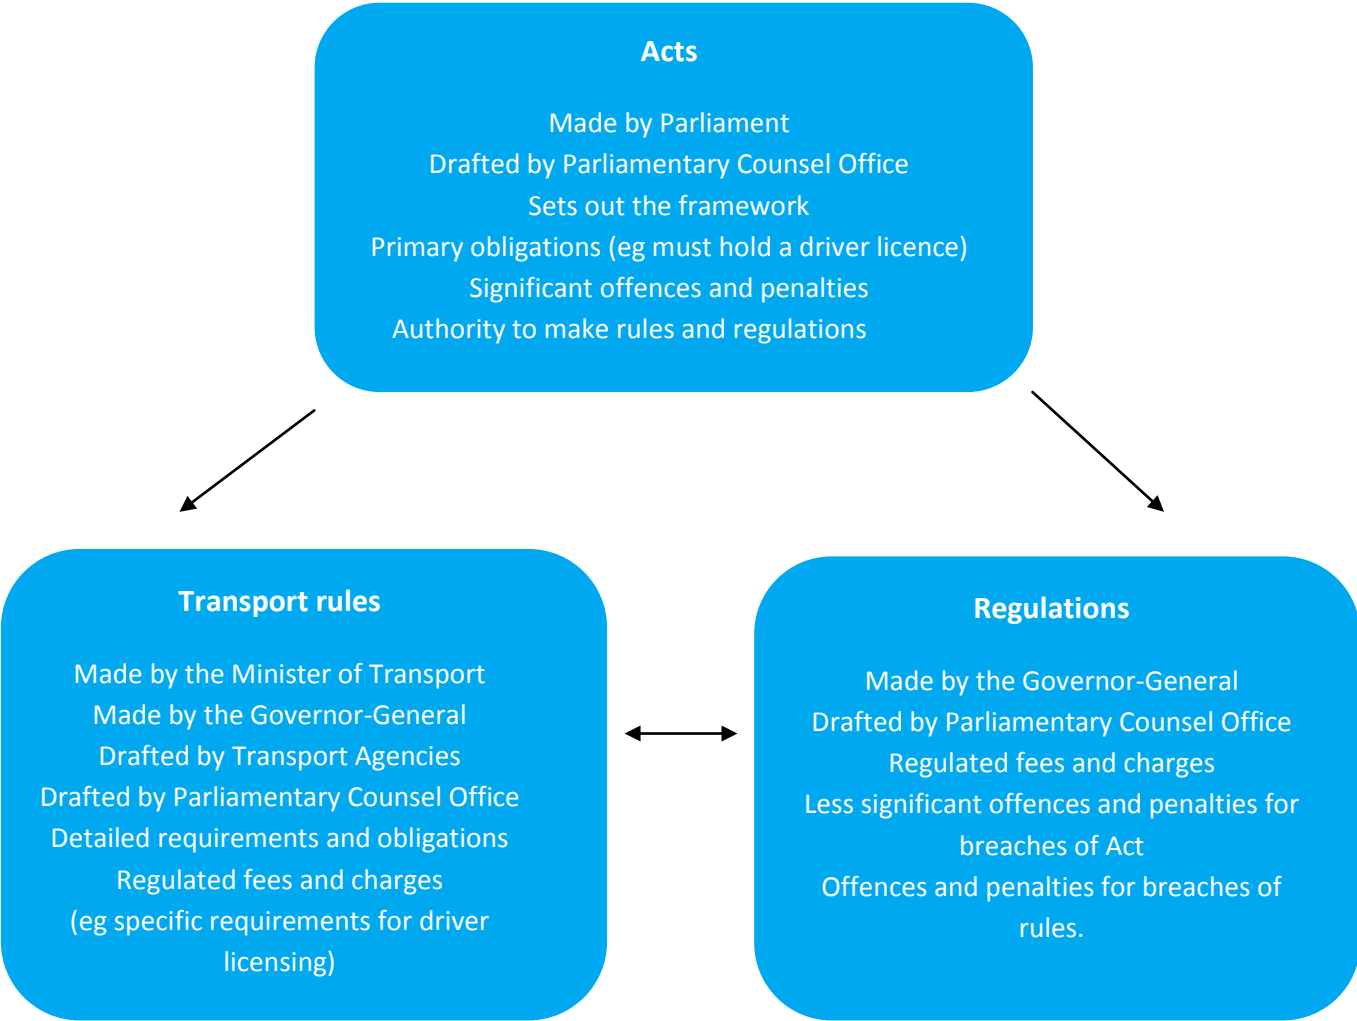 Acts
Made by Parliament
Drafted by Parliamentary Counsel Office
Sets out the framework
Primary obligations (eg must hold a driver licence)
Significant offences and penalties
Authority to make rules and regulations
Transport rules
Made by the Minister of Transport
Made by the Governor-General
Drafted by Transport Agencies
Drafted by Parliamentary Counsel Office
Detailed requirements and obligations
Regulated fees and charges
(eg specific requirements for driver
licensing)
Regulations
Made by the Governor-General
Drafted by Parliamentary Counsel Office
Regulated fees and charges
Less significant offences and penalties for
breaches of Act
Offences and penalties for breaches of
rules.